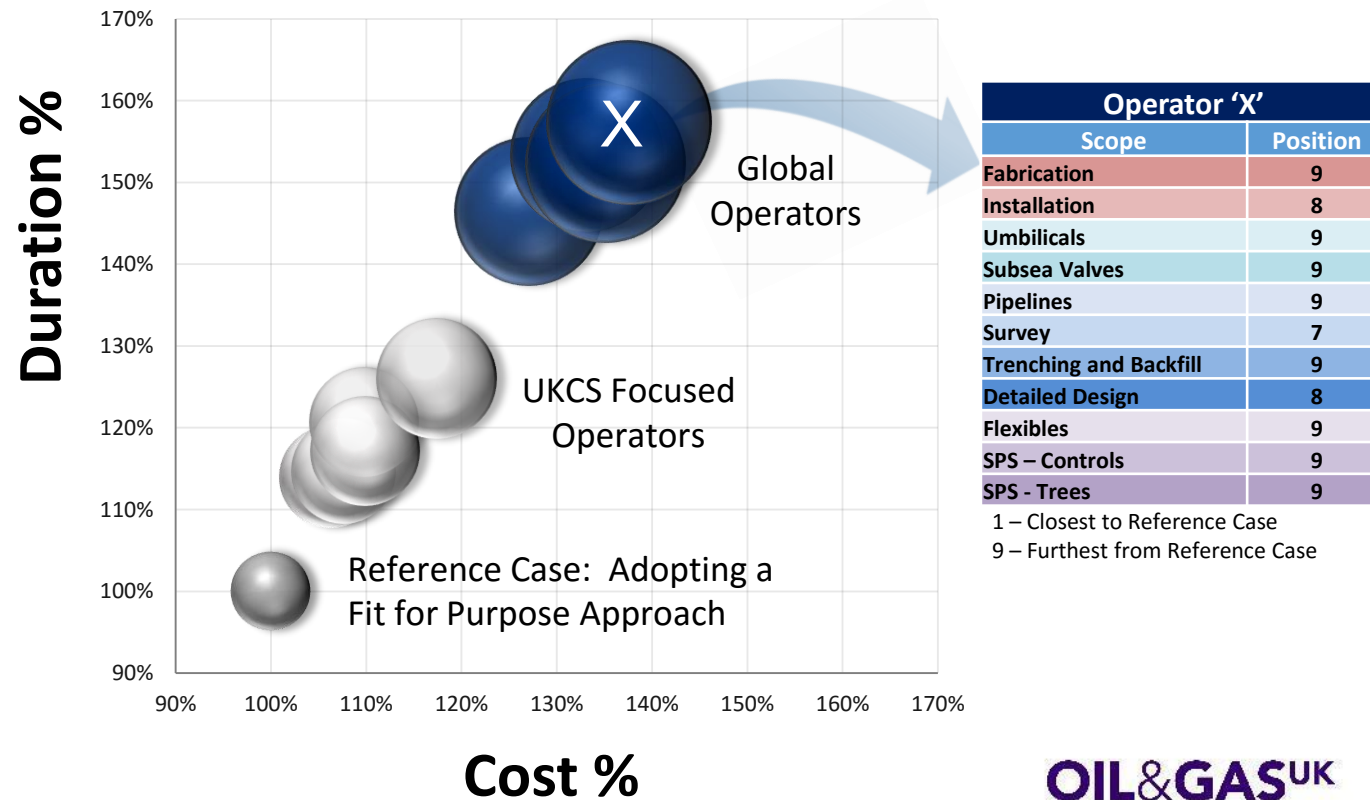 170%
160%
150%
140%
130%
120%
110%
100%
90%
Duration %
90% 100% 110% 120% 130% 140% 150% 160% 170%
Cost %
X
Global
Operators
UKCS Focused
Operators
Reference Case: Adopting a
Fit for Purpose Approach
Operator ‘X’
Scope Position
Fabrication 9
Installation 8
Umbilicals 9
Subsea Valves 9
Pipelines 9
Survey 7
Trenching and Backfill 9
Detailed Design 8
Flexibles 9
SPS – Controls 9
SPS - Trees 9
1 – Closest to Reference Case
9 – Furthest from Reference Case
OIL&GASUK